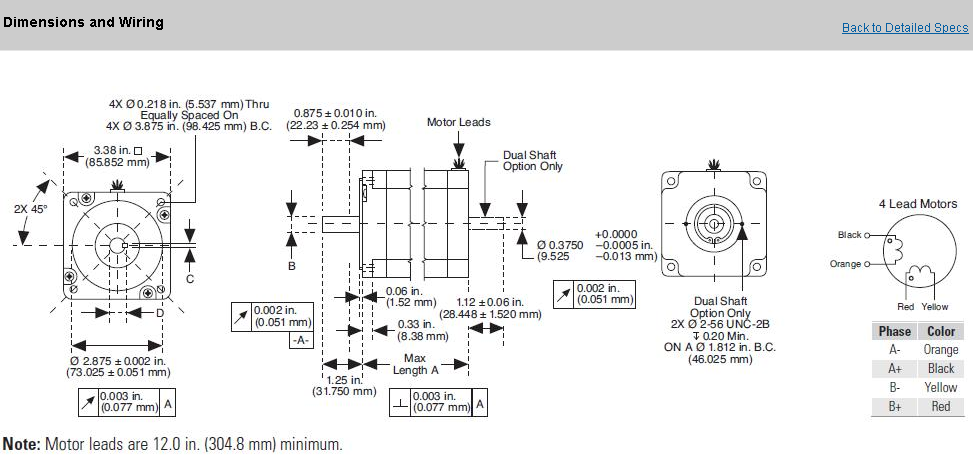 Dimensions and Wiring
Back to Detailed Specs
4X Ø 0.218 in. (5.537 mm) Thru
Equally Spaced On
4X Ø 3.875 in. (98.425 mm) B.C.
3.38 in. □
(85.852 mm)
2X 45°
C
D
Ø 2.875 ± 0.002 in.
(73.025 ± 0.051 mm)
0.003 in.
(0.077 mm)
A
0.875 ± 0.010 in.
(22.23 ± 0.254 mm)
Motor Leads
Dual Shaft
Option Only
B
+0.0000
Ø 0.3750 –0.0005 in.
(9.525 –0.013 mm)
0.002 in.
(0.051 mm)
-A-
0.06 in.
(1.52 mm)
0.33 in.
(8.38 mm)
1.12 ± 0.06 in.
(28.448 ± 1.520 mm)
Max
Length A
1.25 in.
(31.750 mm)
0.003 in.
(0.077 mm)
A
0.002 in.
(0.051 mm)
Dual Shaft
Option Only
2X Ø 2-56 UNC-2B
↧ 0.20 Min.
ON A Ø 1.812 in. B.C.
(46.025 mm)
4 Lead Motors
Black
Orange
Red Yellow
Phase Color
A- Orange
A+ Black
B- Yellow
B+ Red
Note: Motor leads are 12.0 in. (304.8 mm) minimum.